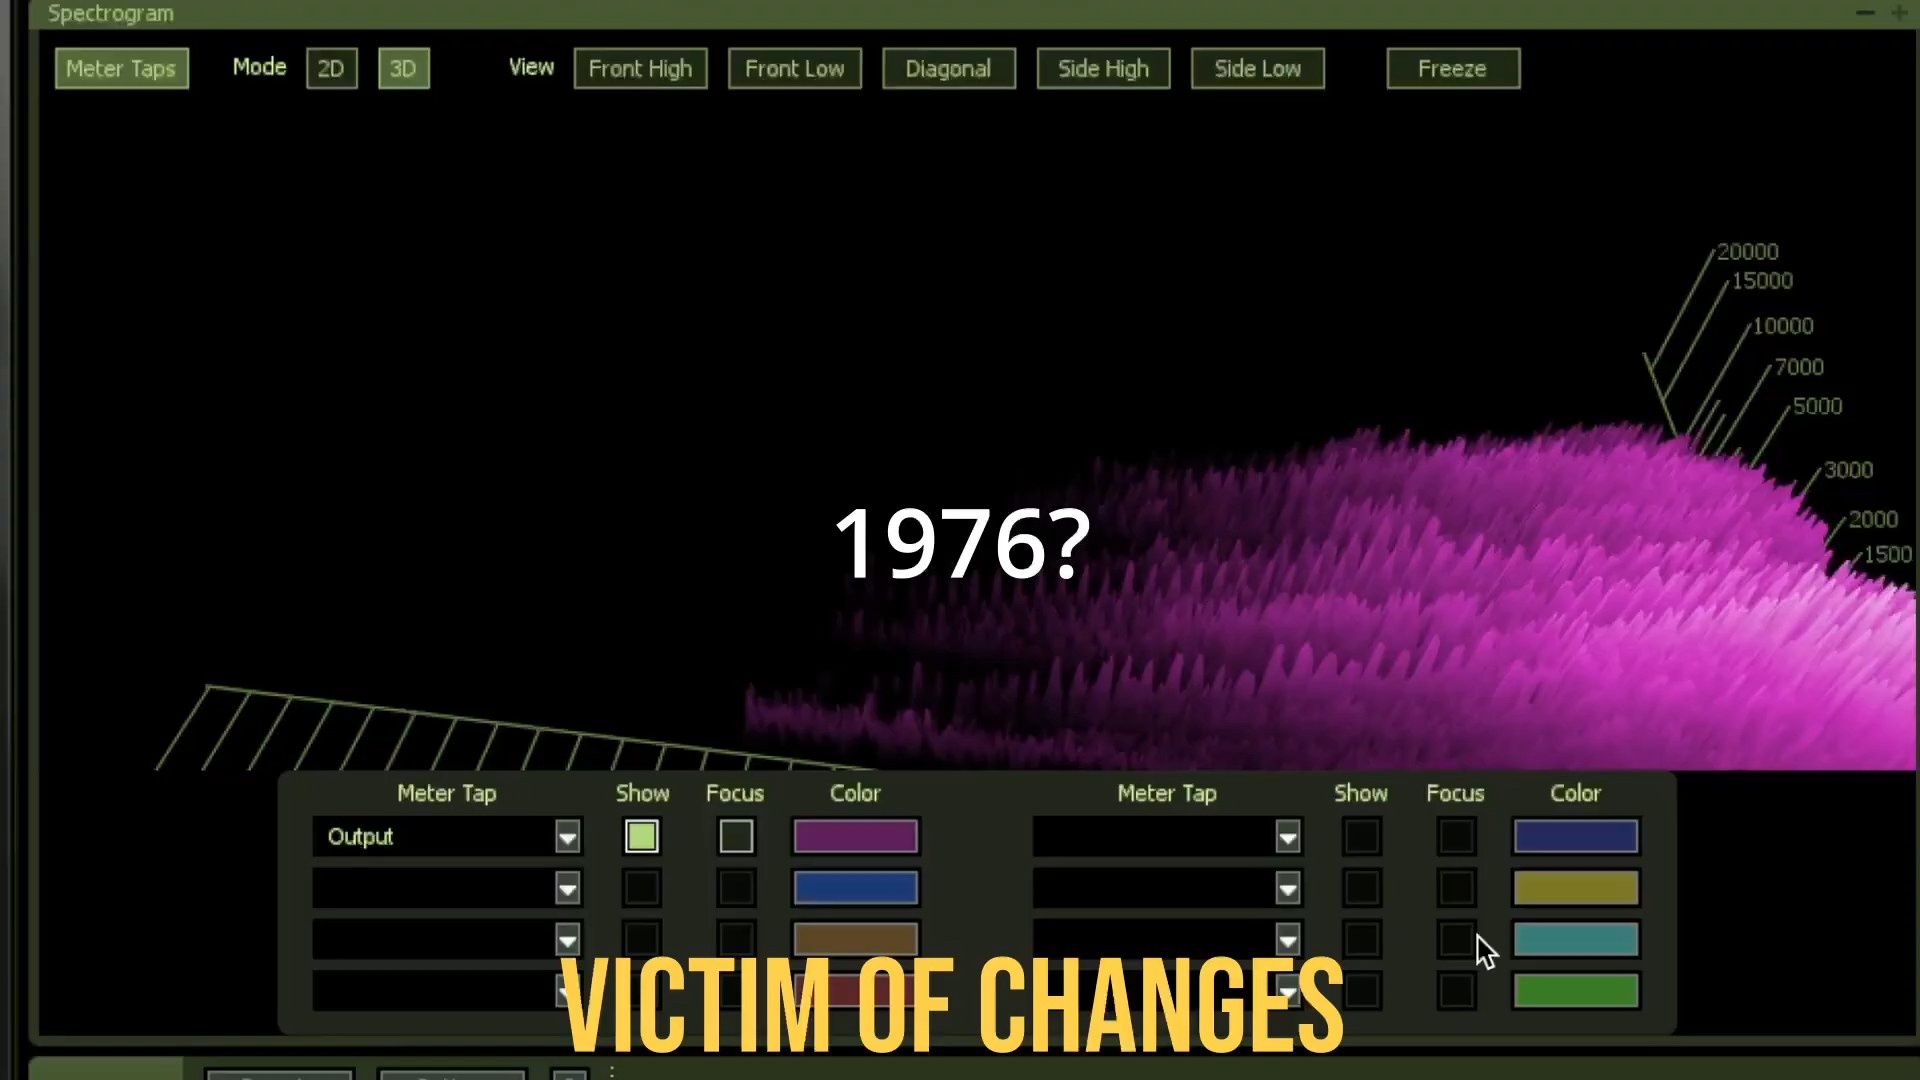 Spectrogram
Meter Taps Mode 2D 3D View Front High Front Low Diagonal Side High Side Low Freeze
20000
15000
10000
7000
5000
3000
2000
1500
1976?
Meter Tap Show Focus Color Meter Tap Show Focus Color
Output
VICTIM OF CHANGES